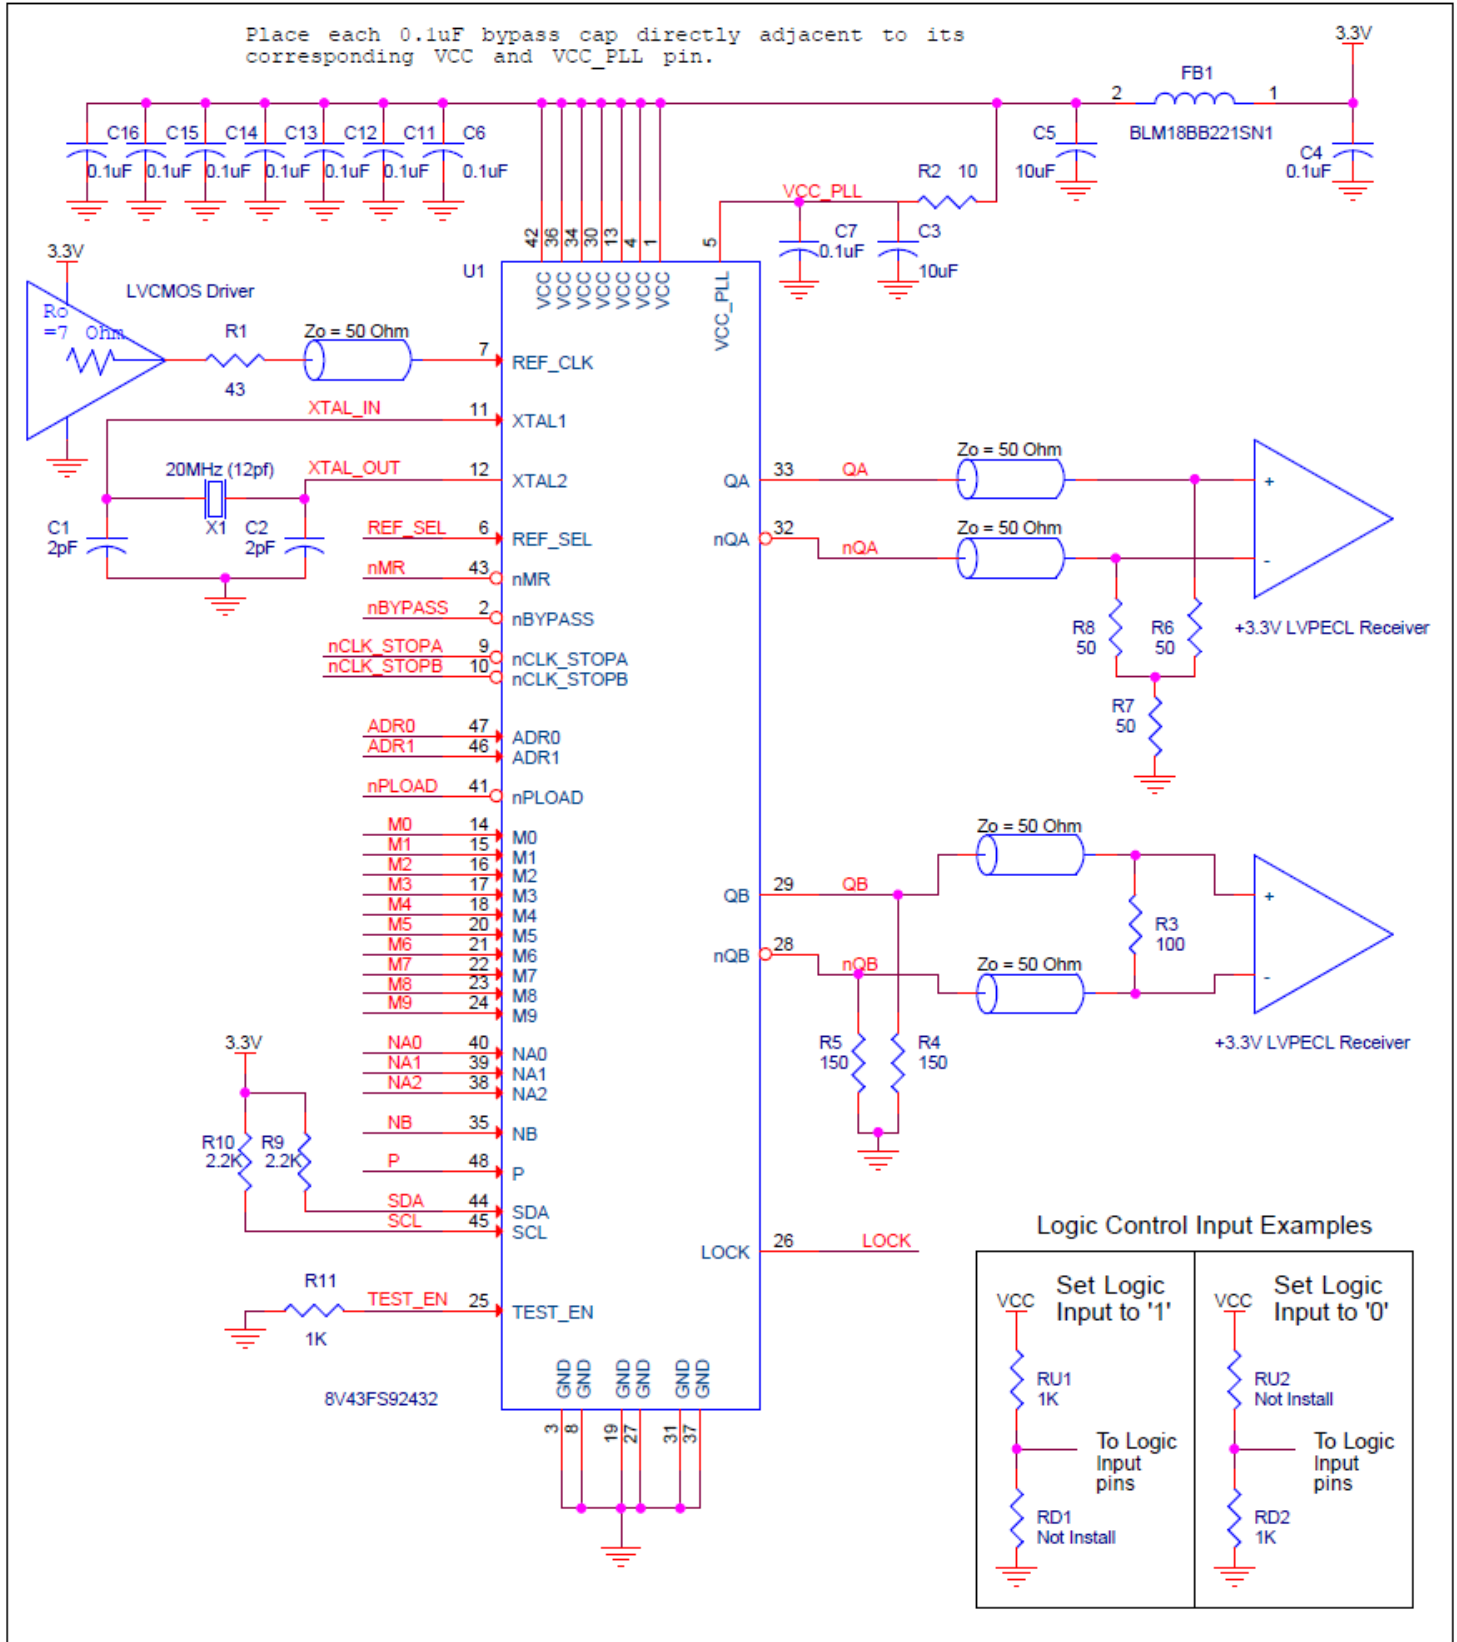 Place each 0.1uF bypass cap directly adjacent to its
corresponding VCC and VCC_PLL pin.
3.3V
FB1
2
1
BLM18BB221SN1
C16
C15
C14
C13
C12
C11
C6
0.1uF
0.1uF
0.1uF
0.1uF
0.1uF
0.1uF
0.1uF
C5
10uF
C4
0.1uF
R2 10
VCC_PLL
C7
0.1uF
C3
10uF
42
36
34
30
13
4
1
5
U1
VCC
VCC
VCC
VCC
VCC
VCC
VCC
VCC_PLL
3.3V
LVCMOS Driver
Ro
=7 Ohm
R1
43
Zo = 50 Ohm
7
REF_CLK
XTAL_IN
11
XTAL1
20MHz (12pf)
X1
XTAL_OUT
12
XTAL2
C1
2pF
C2
2pF
REF_SEL
6
REF_SEL
nMR
43
nMR
nBYPASS
2
nBYPASS
nCLK_STOPA
9
nCLK_STOPA
nCLK_STOPB
10
nCLK_STOPB
ADR0
47
ADR0
ADR1
46
ADR1
nPLOAD
41
nPLOAD
M0
14
M0
M1
15
M1
M2
16
M2
M3
17
M3
M4
18
M4
M5
20
M5
M6
21
M6
M7
22
M7
M8
23
M8
M9
24
M9
3.3V
NA0
40
NA0
NA1
39
NA1
NA2
38
NA2
NB
35
NB
R10
2.2K
R9
2.2K
P
48
P
SDA
44
SDA
SCL
45
SCL
R11
1K
TEST_EN
25
TEST_EN
8V43FS92432
GND
GND
GND
GND
GND
GND
3
8
19
27
31
37
QA
33
QA
Zo = 50 Ohm
+
nQA
32
nQA
Zo = 50 Ohm
-
R8
50
R6
50
+3.3V LVPECL Receiver
R7
50
QB
29
QB
Zo = 50 Ohm
+
R3
100
nQB
28
nQB
Zo = 50 Ohm
-
R5
150
R4
150
+3.3V LVPECL Receiver
LOCK
26
LOCK
Logic Control Input Examples
Set Logic
Input to '1'
VCC
RU1
1K
To Logic
Input
pins
RD1
Not Install
Set Logic
Input to '0'
VCC
RU2
Not Install
To Logic
Input
pins
RD2
1K